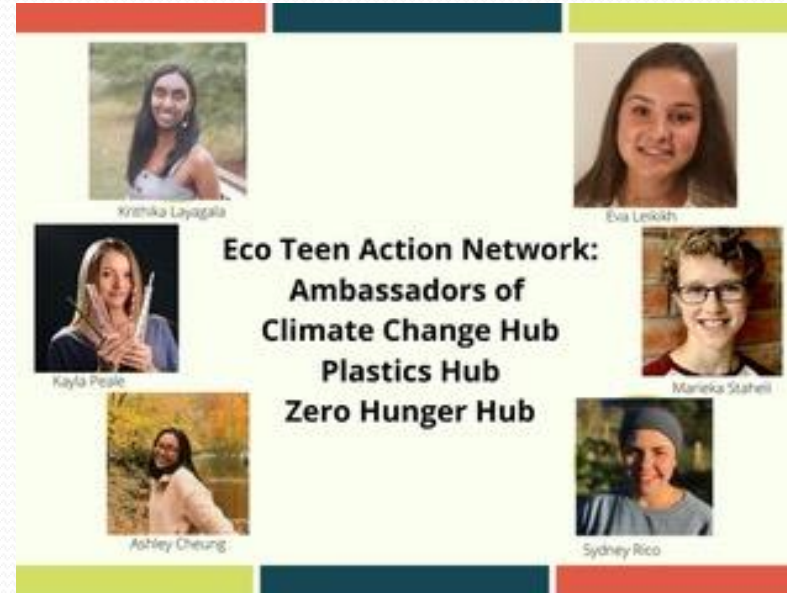 Krithika Layagala
Eva Leikikh
Eco Teen Action Network:
Ambassadors of
Climate Change Hub
Plastics Hub
Zero Hunger Hub
Kayla Peale
Marieka Staheli
Ashley Cheung
Sydney Rico